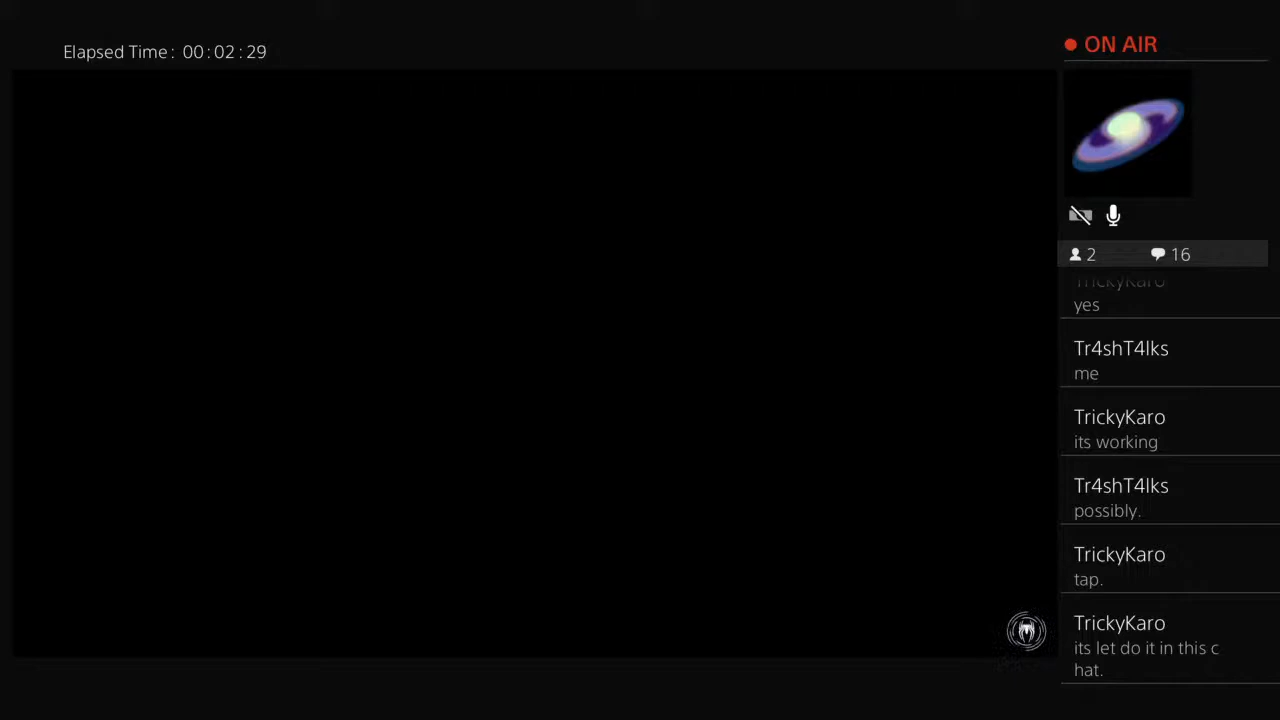 Elapsed Time: 00:02:29
ON AIR
2 16
TrickyKaro
yes
Tr4shT4lks
me
TrickyKaro
its working
Tr4shT4lks
possibly.
TrickyKaro
tap.
TrickyKaro
its let do it in this c
hat.